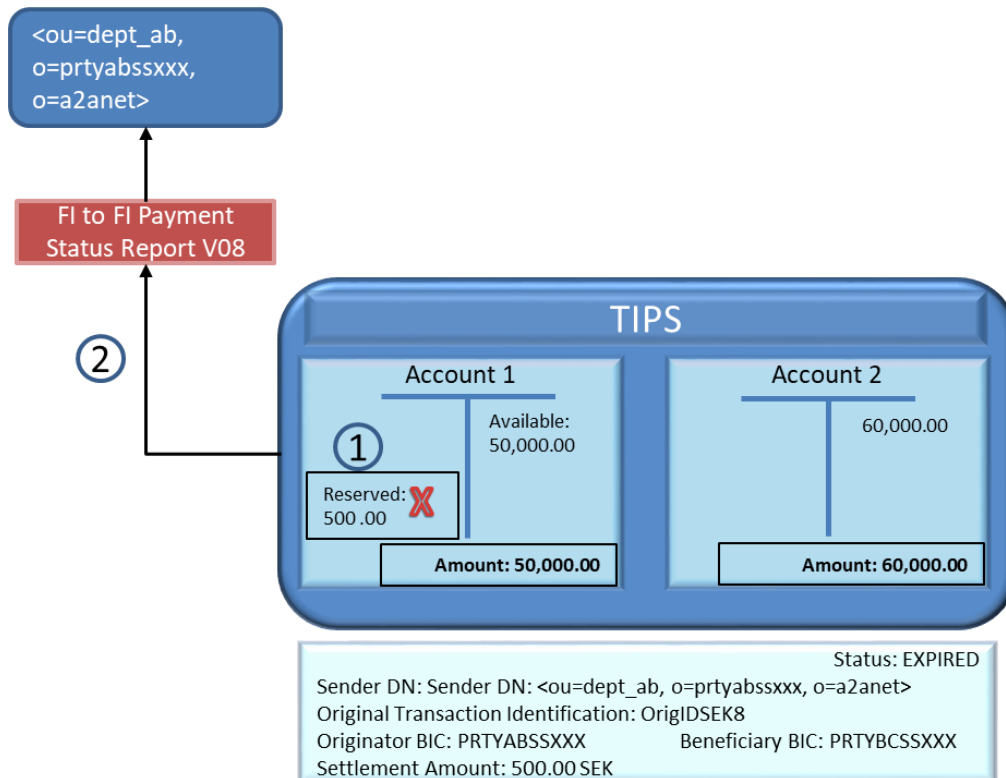 <ou=dept_ab,
o=prtyabssxxx,
o=a2anet>
FI to FI Payment
Status Report V08
2
TIPS
Account 1
Available:
50,000.00
1
Reserved:
500 .00
X
Amount: 50,000.00
Account 2
60,000.00
Amount: 60,000.00
Status: EXPIRED
Sender DN: Sender DN: <ou=dept_ab, o=prtyabssxxx, o=a2anet>
Original Transaction Identification: OrigIDSEK8
Originator BIC: PRTYABSSXXX Beneficiary BIC: PRTYBCSSXXX
Settlement Amount: 500.00 SEK